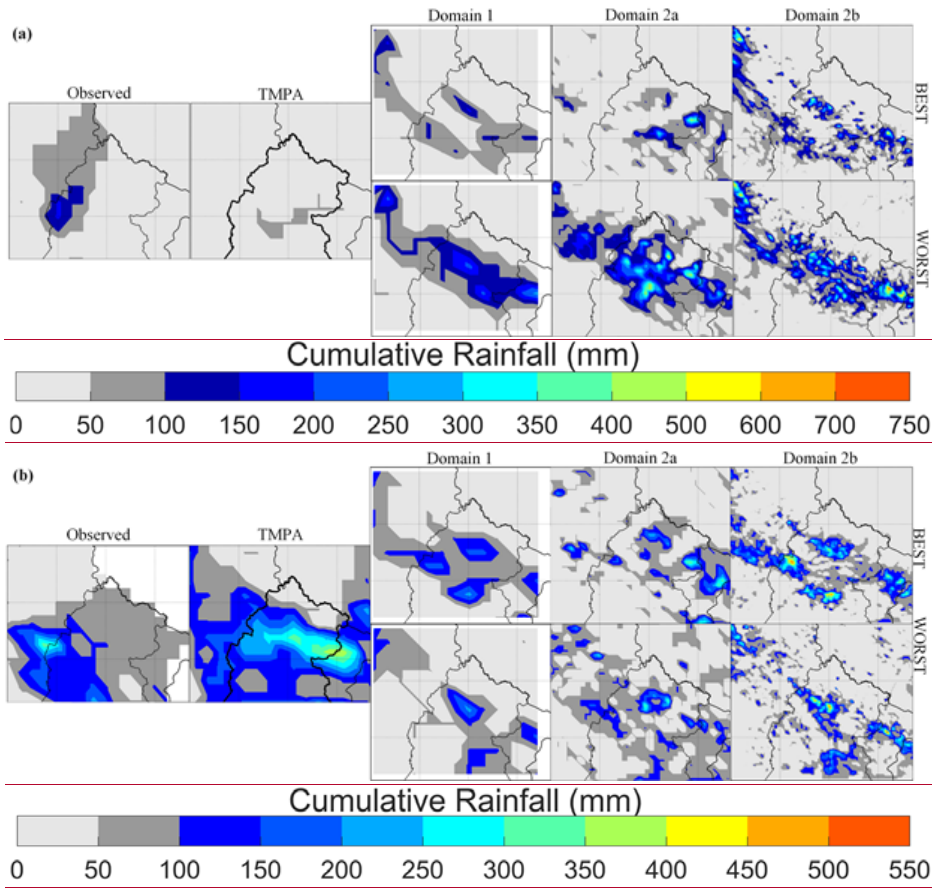 (a)
Domain 1 Domain 2a Domain 2b
Observed TMPA
BEST
WORST
Cumulative Rainfall (mm)
0 50 100 150 200 250 300 350 400 500 600 700 750
(b)
Domain 1 Domain 2a Domain 2b
Observed TMPA
BEST
WORST
Cumulative Rainfall (mm)
0 50 100 150 200 250 300 350 400 450 500 550